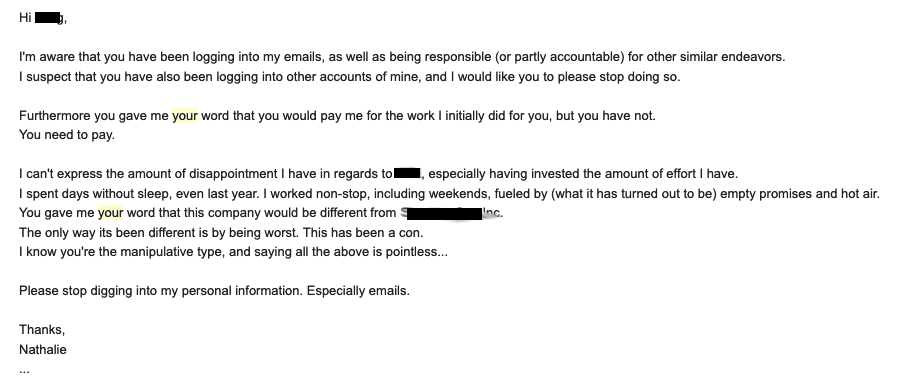 Hi
I'm aware that you have been logging into my emails, as well as being responsible (or partly accountable) for other similar endeavors.
I suspect that you have also been logging into other accounts of mine, and I would like you to please stop doing so.
Furthermore you gave me your word that you would pay me for the work I initially did for you, but you have not.
You need to pay.
I can't express the amount of disappointment I have in regards to , especially having invested the amount of effort I have.
I spent days without sleep, even last year. I worked non-stop, including weekends, fueled by (what it has turned out to be) empty promises and hot air.
You gave me your word that this company would be different from Inc.
The only way its been different is by being worst. This has been a con.
I know you're the manipulative type, and saying all the above is pointless...
Please stop digging into my personal information. Especially emails.
Thanks,
Nathalie
...